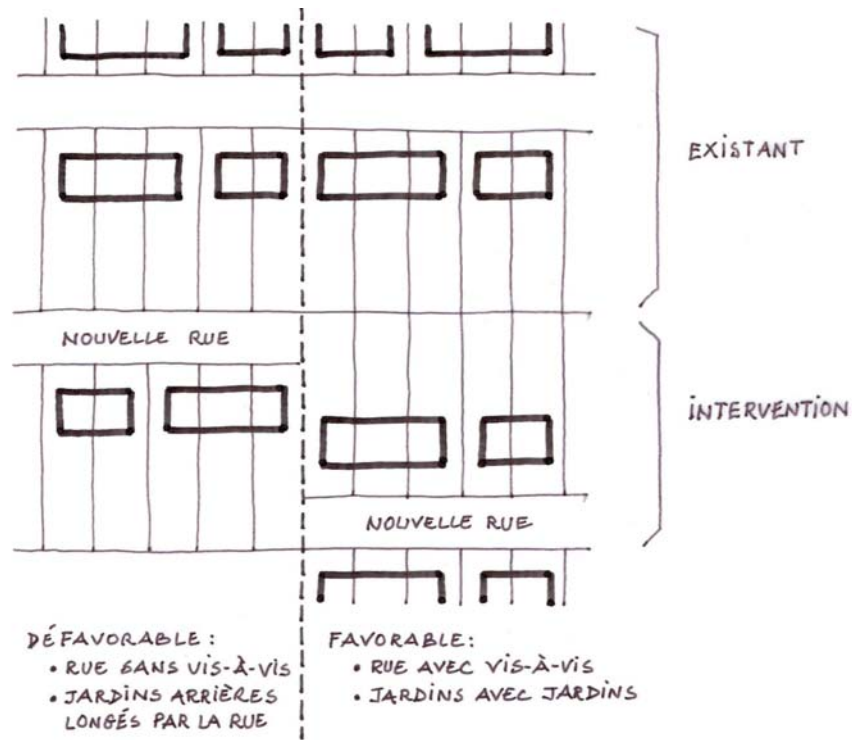 EXISTANT
NOUVELLE RUE
INTERVENTION
NOUVELLE RUE
DÉFAVORABLE :
• RUE SANS VIS-À-VIS
• JARDINS ARRIÈRES
LONGÉS PAR LA RUE
FAVORABLE :
• RUE AVEC VIS-À-VIS
• JARDINS AVEC JARDINS